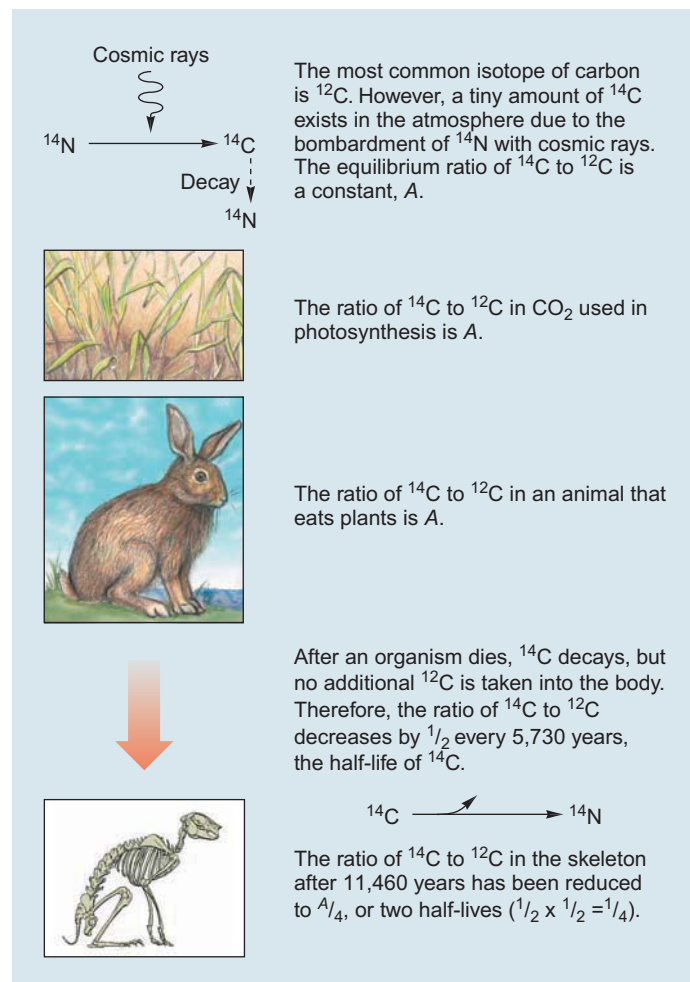 Cosmic rays
¹⁴N ¹⁴C
Decay
¹⁴N
The most common isotope of carbon
is ¹²C. However, a tiny amount of ¹⁴C
exists in the atmosphere due to the
bombardment of ¹⁴N with cosmic rays.
The equilibrium ratio of ¹⁴C to ¹²C is
a constant, A.
The ratio of ¹⁴C to ¹²C in CO₂ used in
photosynthesis is A.
The ratio of ¹⁴C to ¹²C in an animal that
eats plants is A.
After an organism dies, ¹⁴C decays, but
no additional ¹²C is taken into the body.
Therefore, the ratio of ¹⁴C to ¹²C
decreases by ¹/₂ every 5,730 years,
the half-life of ¹⁴C.
¹⁴C ¹⁴N
The ratio of ¹⁴C to ¹²C in the skeleton
after 11,460 years has been reduced
to ᴬ/₄, or two half-lives (¹/₂ x ¹/₂ =¹/₄).